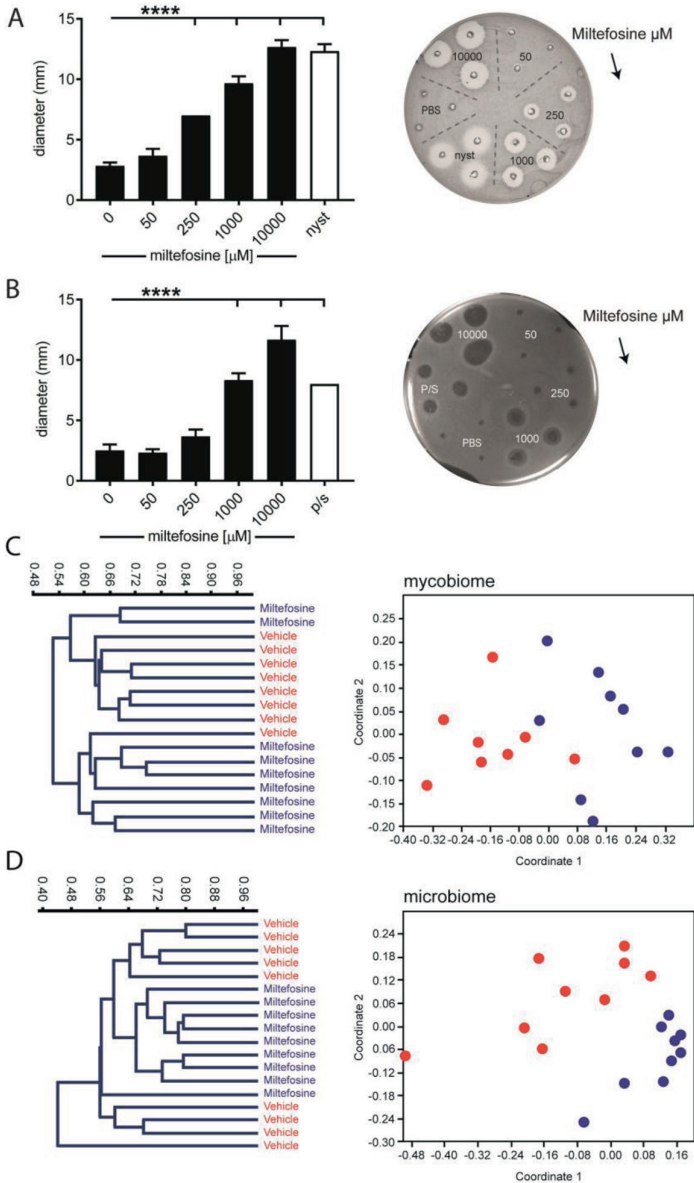 A
****
diameter (mm)
15
10
5
0
0
50
250
1000
10000
nyst
miltefosine [µM]
10000
50
PBS
250
nyst
1000
Miltefosine µM
B
****
diameter (mm)
15
10
5
0
0
50
250
1000
10000
p/s
miltefosine [µM]
10000
50
P/S
250
PBS
1000
Miltefosine µM
C
0.48 0.54 0.60 0.66 0.72 0.78 0.84 0.90 0.96
Miltefosine
Miltefosine
Vehicle
Vehicle
Vehicle
Vehicle
Vehicle
Vehicle
Vehicle
Vehicle
Miltefosine
Miltefosine
Miltefosine
Miltefosine
Miltefosine
Miltefosine
Miltefosine
mycobiome
Coordinate 2
0.25
0.20
0.15
0.10
0.05
0.00
-0.05
-0.10
-0.15
-0.20
-0.40 -0.32 -0.24 -0.16 -0.08 0.00 0.08 0.16 0.24 0.32
Coordinate 1
D
0.40 0.48 0.56 0.64 0.72 0.80 0.88 0.96
Vehicle
Vehicle
Vehicle
Vehicle
Vehicle
Miltefosine
Miltefosine
Miltefosine
Miltefosine
Miltefosine
Miltefosine
Miltefosine
Miltefosine
Miltefosine
Vehicle
Vehicle
Vehicle
Vehicle
microbiome
Coordinate 2
0.24
0.18
0.12
0.06
0.00
0.06
-0.12
-0.18
-0.24
-0.30
-0.48 -0.40 -0.32 -0.24 -0.16 -0.08 0.00 0.08 0.16
Coordinate 1